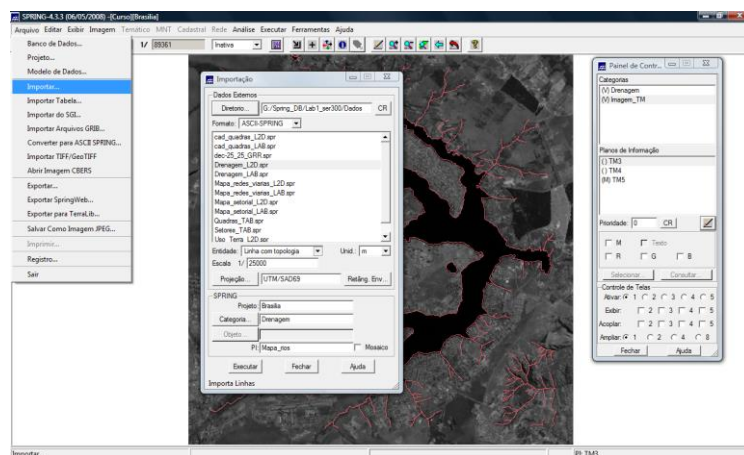 SPRING-4.3.3 (06/05/2008) -[Curso][Brasilia]
Arquivo Editar Exibir Imagem Temático MNT Cadastral Rede Análise Executar Ferramentas Ajuda
1/ 89361 Inativa
Banco de Dados...
Projeto...
Modelo de Dados...
Importar...
Importar Tabela...
Importar do SGI...
Importar Arquivos GRIB...
Converter para ASCII SPRING...
Importar TIFF/GeoTIFF
Abrir Imagem CBERS
Exportar...
Exportar SpringWeb...
Exportar para TerraLib...
Salvar Como Imagem JPEG...
Imprimir...
Registro...
Sair
Importação
Dados Externos
Diretorio... G:/Spring_DB/Lab1_ser300/Dados CR
Formato: ASCII-SPRING
cad_quadras_L2D.spr
cad_quadras_LAB.spr
dec-25_25_GRR.spr
Drenagem_L2D.spr
Drenagem_LAB.spr
Mapa_redes_viarias_L2D.spr
Mapa_redes_viarias_LAB.spr
Mapa_setorial_L2D.spr
Mapa_setorial_LAB.spr
Quadras_TAB.spr
Setores_TAB.spr
Uso_Terra_L2D.spr
Entidade: Linha com topologia Unid.: m
Escala 1/ 25000
Projeção... UTM/SAD69 Retâng. Env...
SPRING
Projeto: Brasilia
Categoria... Drenagem
Objeto...
PI: Mapa_rios Mosaico
Executar Fechar Ajuda
Importa Linhas
Painel de Contr...
Categorias
(V) Drenagem
(V) Imagem_TM
Planos de Informação
( ) TM3
( ) TM4
(M) TM5
Prioridade: 0 CR
M Texto
R G B
Selecionar... Consultar...
Controle de Telas
Ativar: 1 2 3 4 5
Exibir: 2 3 4 5
Acoplar: 2 3 4 5
Ampliar: 1 2 4 8
Fechar Ajuda
Importar
PI: TM3